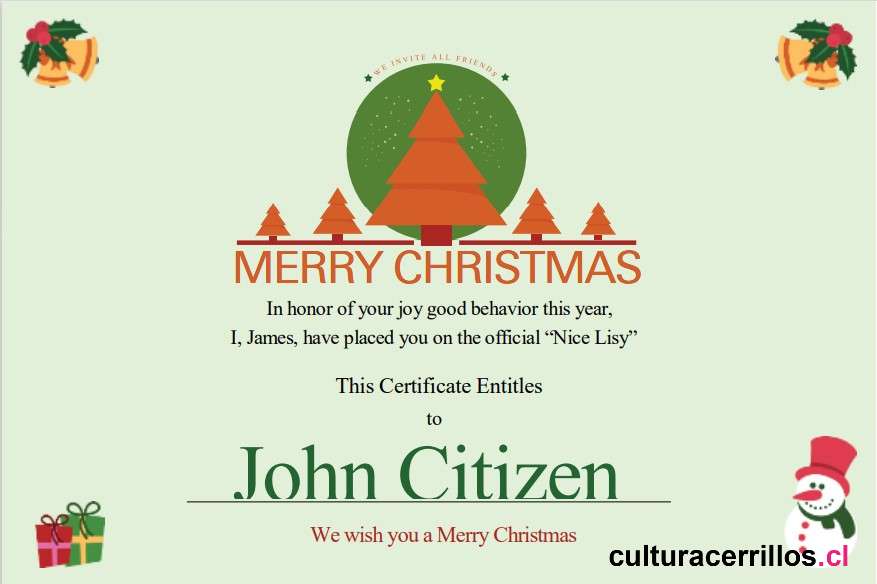 WE INVITE ALL FRIENDS
MERRY CHRISTMAS
In honor of your joy good behavior this year,
I, James, have placed you on the official “Nice Lisy”
This Certificate Entitles
to
John Citizen
We wish you a Merry Christmas
culturacerrillos.cl